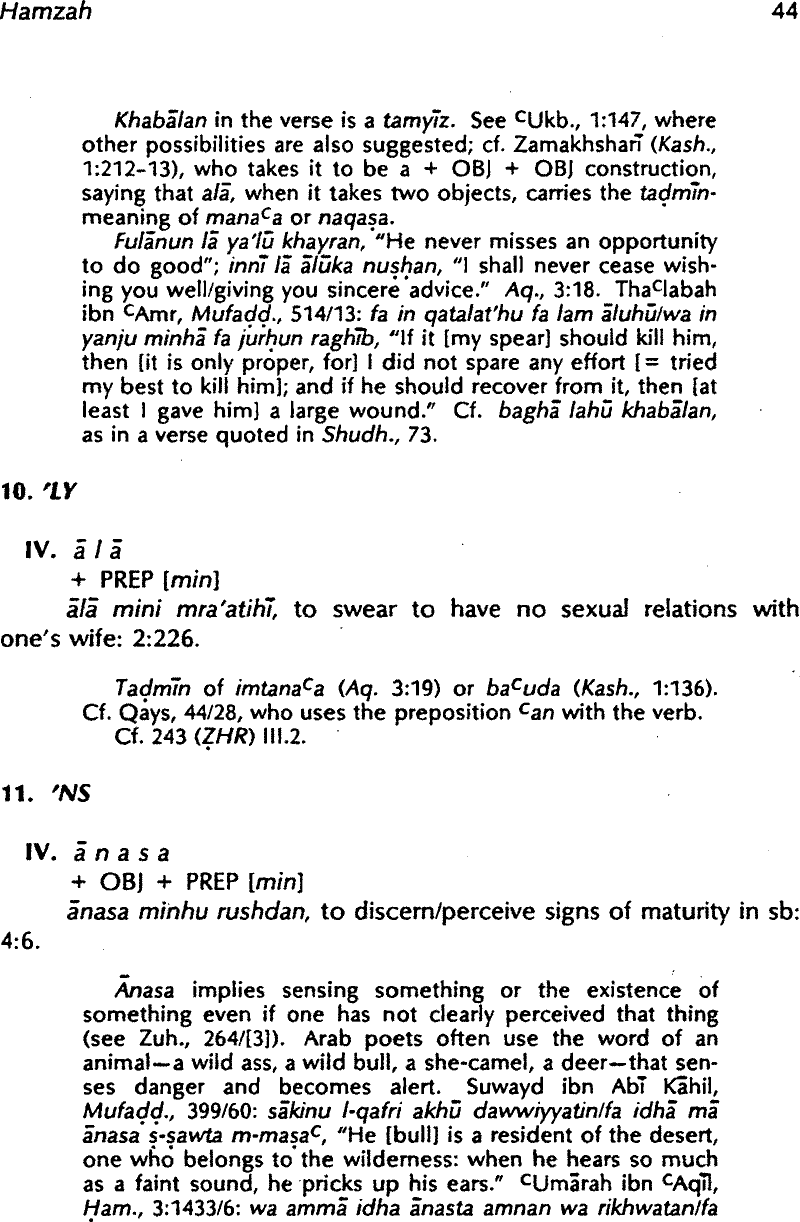 Hamzah 44
Khabālan in the verse is a tamyīz. See ᶜUkb., 1:147, where
other possibilities are also suggested; cf. Zamakhsharī (Kash.,
1:212-13), who takes it to be a + OBJ + OBJ construction,
saying that alā, when it takes two objects, carries the taḍmīn-
meaning of manaᶜa or naqaṣa.
Fulānun lā ya'lū khayran, "He never misses an opportunity
to do good"; innī lā ālūka nuṣḥan, "I shall never cease wish-
ing you well/giving you sincere advice." Aq., 3:18. Thaᶜlabah
ibn ᶜAmr, Mufaḍḍ., 514/13: fa in qatalat'hu fa lam āluhū/wa in
yanju minhā fa jurḥun raghīb, "If it [my spear] should kill him,
then [it is only proper, for] I did not spare any effort [= tried
my best to kill him]; and if he should recover from it, then [at
least I gave him] a large wound." Cf. baghā lahū khabālan,
as in a verse quoted in Shudh., 73.
10. 'LY
IV. ā l ā
+ PREP [min]
ālā mini mra'atihī, to swear to have no sexual relations with
one's wife: 2:226.
Taḍmīn of imtanaᶜa (Aq. 3:19) or baᶜuda (Kash., 1:136).
Cf. Qays, 44/28, who uses the preposition ᶜan with the verb.
Cf. 243 (ẒHR) III.2.
11. 'NS
IV. ā n a s a
+ OBJ + PREP [min]
ānasa minhu rushdan, to discern/perceive signs of maturity in sb:
4:6.
Ānasa implies sensing something or the existence of
something even if one has not clearly perceived that thing
(see Zuh., 264/[3]). Arab poets often use the word of an
animal—a wild ass, a wild bull, a she-camel, a deer—that sen-
ses danger and becomes alert. Suwayd ibn Abī Kāhil,
Mufaḍḍ., 399/60: sākinu l-qafri akhū dawwiyyatin/fa idhā mā
ānasa ṣ-ṣawta m-maṣaᶜ, "He [bull] is a resident of the desert,
one who belongs to the wilderness: when he hears so much
as a faint sound, he pricks up his ears." ᶜUmārah ibn ᶜAqīl,
Ḥam., 3:1433/6: wa ammā idha ānasta amnan wa rikhwatan/fa